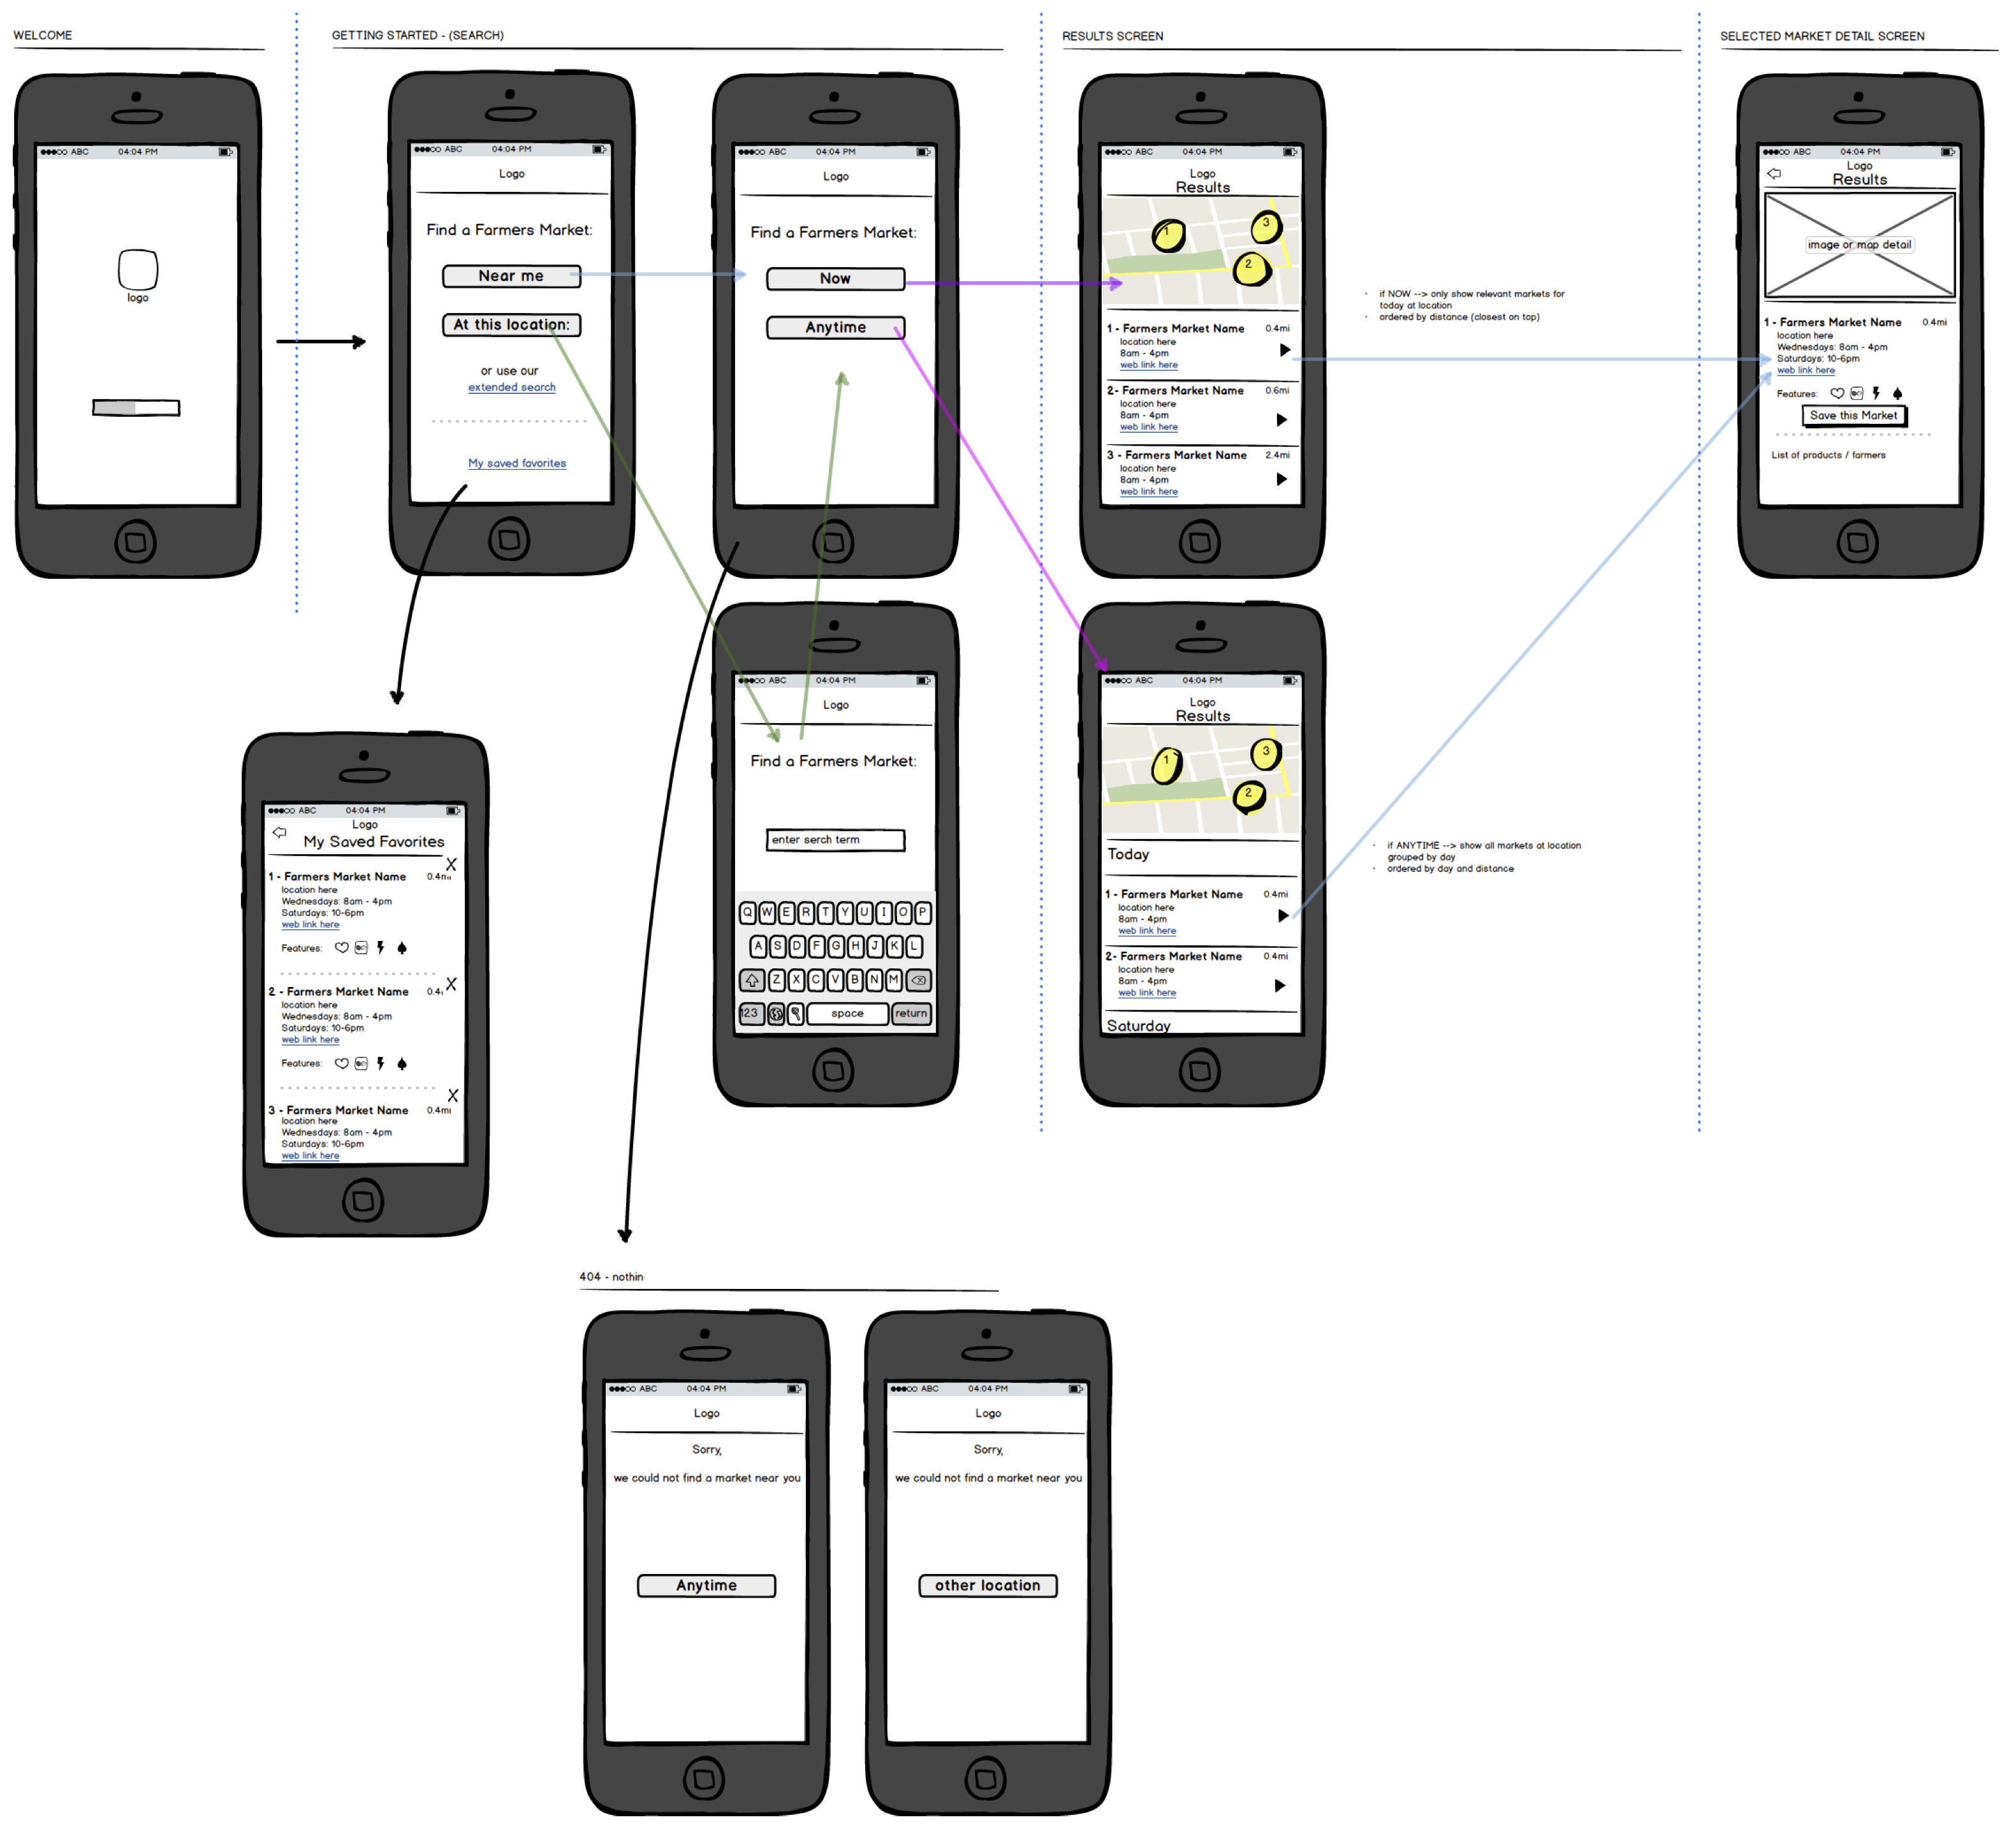 WELCOME
●●●○○ ABC 04:04 PM
logo
GETTING STARTED - (SEARCH)
●●●○○ ABC 04:04 PM
Logo
Find a Farmers Market:
Near me
At this location:
or use our
extended search
My saved favorites
●●●○○ ABC 04:04 PM
Logo
Find a Farmers Market:
Now
Anytime
RESULTS SCREEN
●●●○○ ABC 04:04 PM
Logo
Results
1
3
2
1 - Farmers Market Name 0.4mi
location here
8am - 4pm
web link here
2- Farmers Market Name 0.6mi
location here
8am - 4pm
web link here
3 - Farmers Market Name 2.4mi
location here
8am - 4pm
web link here
· if NOW --> only show relevant markets for
today at location
· ordered by distance (closest on top)
SELECTED MARKET DETAIL SCREEN
●●●○○ ABC 04:04 PM
Logo
Results
image or map detail
1 - Farmers Market Name 0.4mi
location here
Wednesdays: 8am - 4pm
Saturdays: 10-6pm
web link here
Features:
Save this Market
List of products / farmers
●●●○○ ABC 04:04 PM
Logo
My Saved Favorites
X
1 - Farmers Market Name 0.4mi
location here
Wednesdays: 8am - 4pm
Saturdays: 10-6pm
web link here
Features:
X
2 - Farmers Market Name 0.4
location here
Wednesdays: 8am - 4pm
Saturdays: 10-6pm
web link here
Features:
X
3 - Farmers Market Name 0.4mi
location here
Wednesdays: 8am - 4pm
Saturdays: 10-6pm
web link here
●●●○○ ABC 04:04 PM
Logo
Find a Farmers Market:
enter serch term
Q W E R T Y U I O P
A S D F G H J K L
Z X C V B N M
123 space return
●●●○○ ABC 04:04 PM
Logo
Results
1
3
2
Today
1 - Farmers Market Name 0.4mi
location here
8am - 4pm
web link here
2- Farmers Market Name 0.4mi
location here
8am - 4pm
web link here
Saturday
· if ANYTIME --> show all markets at location
grouped by day
· ordered by day and distance
404 - nothin
●●●○○ ABC 04:04 PM
Logo
Sorry,
we could not find a market near you
Anytime
●●●○○ ABC 04:04 PM
Logo
Sorry,
we could not find a market near you
other location